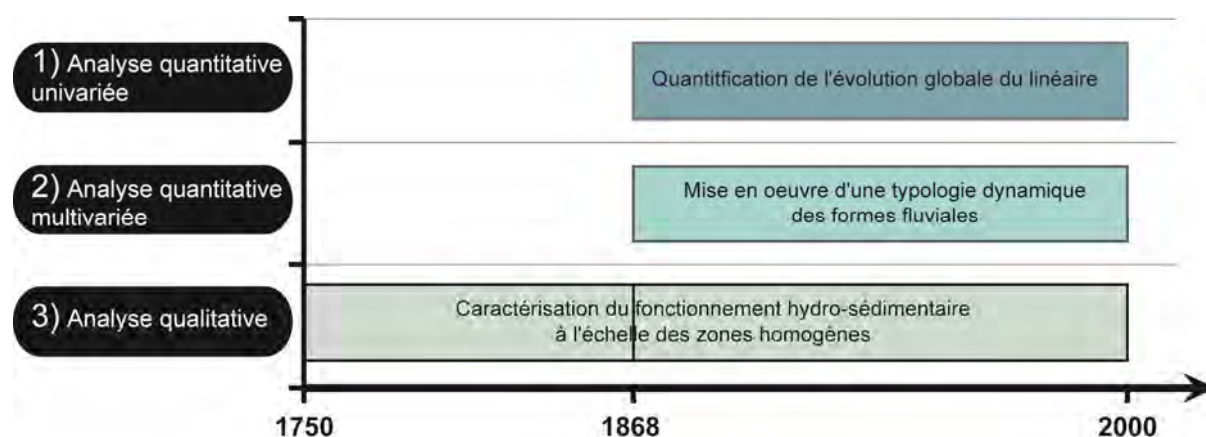 1) Analyse quantitative
univariée
Quantitfication de l'évolution globale du linéaire
2) Analyse quantitative
multivariée
Mise en oeuvre d'une typologie dynamique
des formes fluviales
3) Analyse qualitative
Caractérisation du fonctionnement hydro-sédimentaire
à l'échelle des zones homogènes
1750 1868 2000